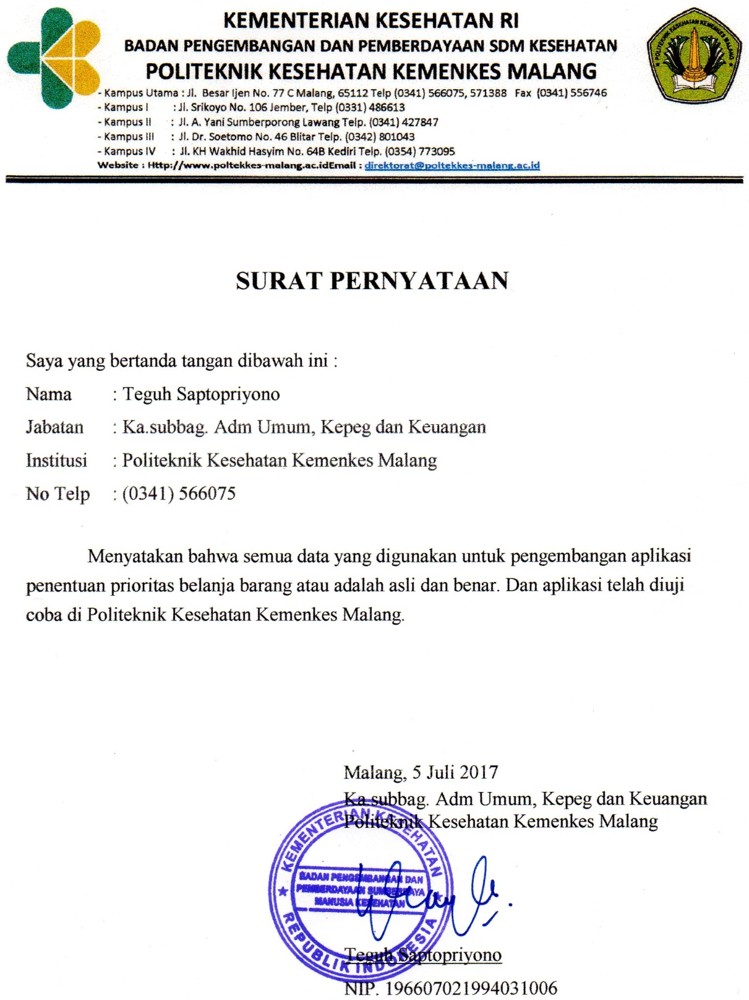 KEMENTERIAN KESEHATAN RI
BADAN PENGEMBANGAN DAN PEMBERDAYAAN SDM KESEHATAN
POLITEKNIK KESEHATAN KEMENKES MALANG
- Kampus Utama : Jl. Besar Ijen No. 77 C Malang, 65112 Telp (0341) 566075, 571388 Fax (0341) 556746
- Kampus I : Jl. Srikoyo No. 106 Jember, Telp (0331) 486613
- Kampus II : Jl. A. Yani Sumberporong Lawang Telp. (0341) 427847
- Kampus III : Jl. Dr. Soetomo No. 46 Blitar Telp. (0342) 801043
- Kampus IV : Jl. KH Wakhid Hasyim No. 64B Kediri Telp. (0354) 773095
Website : Http://www.poltekkes-malang.ac.idEmail : direktorat@poltekkes-malang.ac.id
POLITEKNIK KESEHATAN KEMENKES MALANG
SURAT PERNYATAAN
Saya yang bertanda tangan dibawah ini :
Nama : Teguh Saptopriyono
Jabatan : Ka.subbag. Adm Umum, Kepeg dan Keuangan
Institusi : Politeknik Kesehatan Kemenkes Malang
No Telp : (0341) 566075
Menyatakan bahwa semua data yang digunakan untuk pengembangan aplikasi
penentuan prioritas belanja barang atau adalah asli dan benar. Dan aplikasi telah diuji
coba di Politeknik Kesehatan Kemenkes Malang.
Malang, 5 Juli 2017
Ka.subbag. Adm Umum, Kepeg dan Keuangan
Politeknik Kesehatan Kemenkes Malang
KEMENTERIAN KESEHATAN
BADAN PENGEMBANGAN DAN
PEMBERDAYAAN SUMBERDAYA
MANUSIA KESEHATAN
REPUBLIK INDONESIA
Teguh Saptopriyono
NIP. 196607021994031006